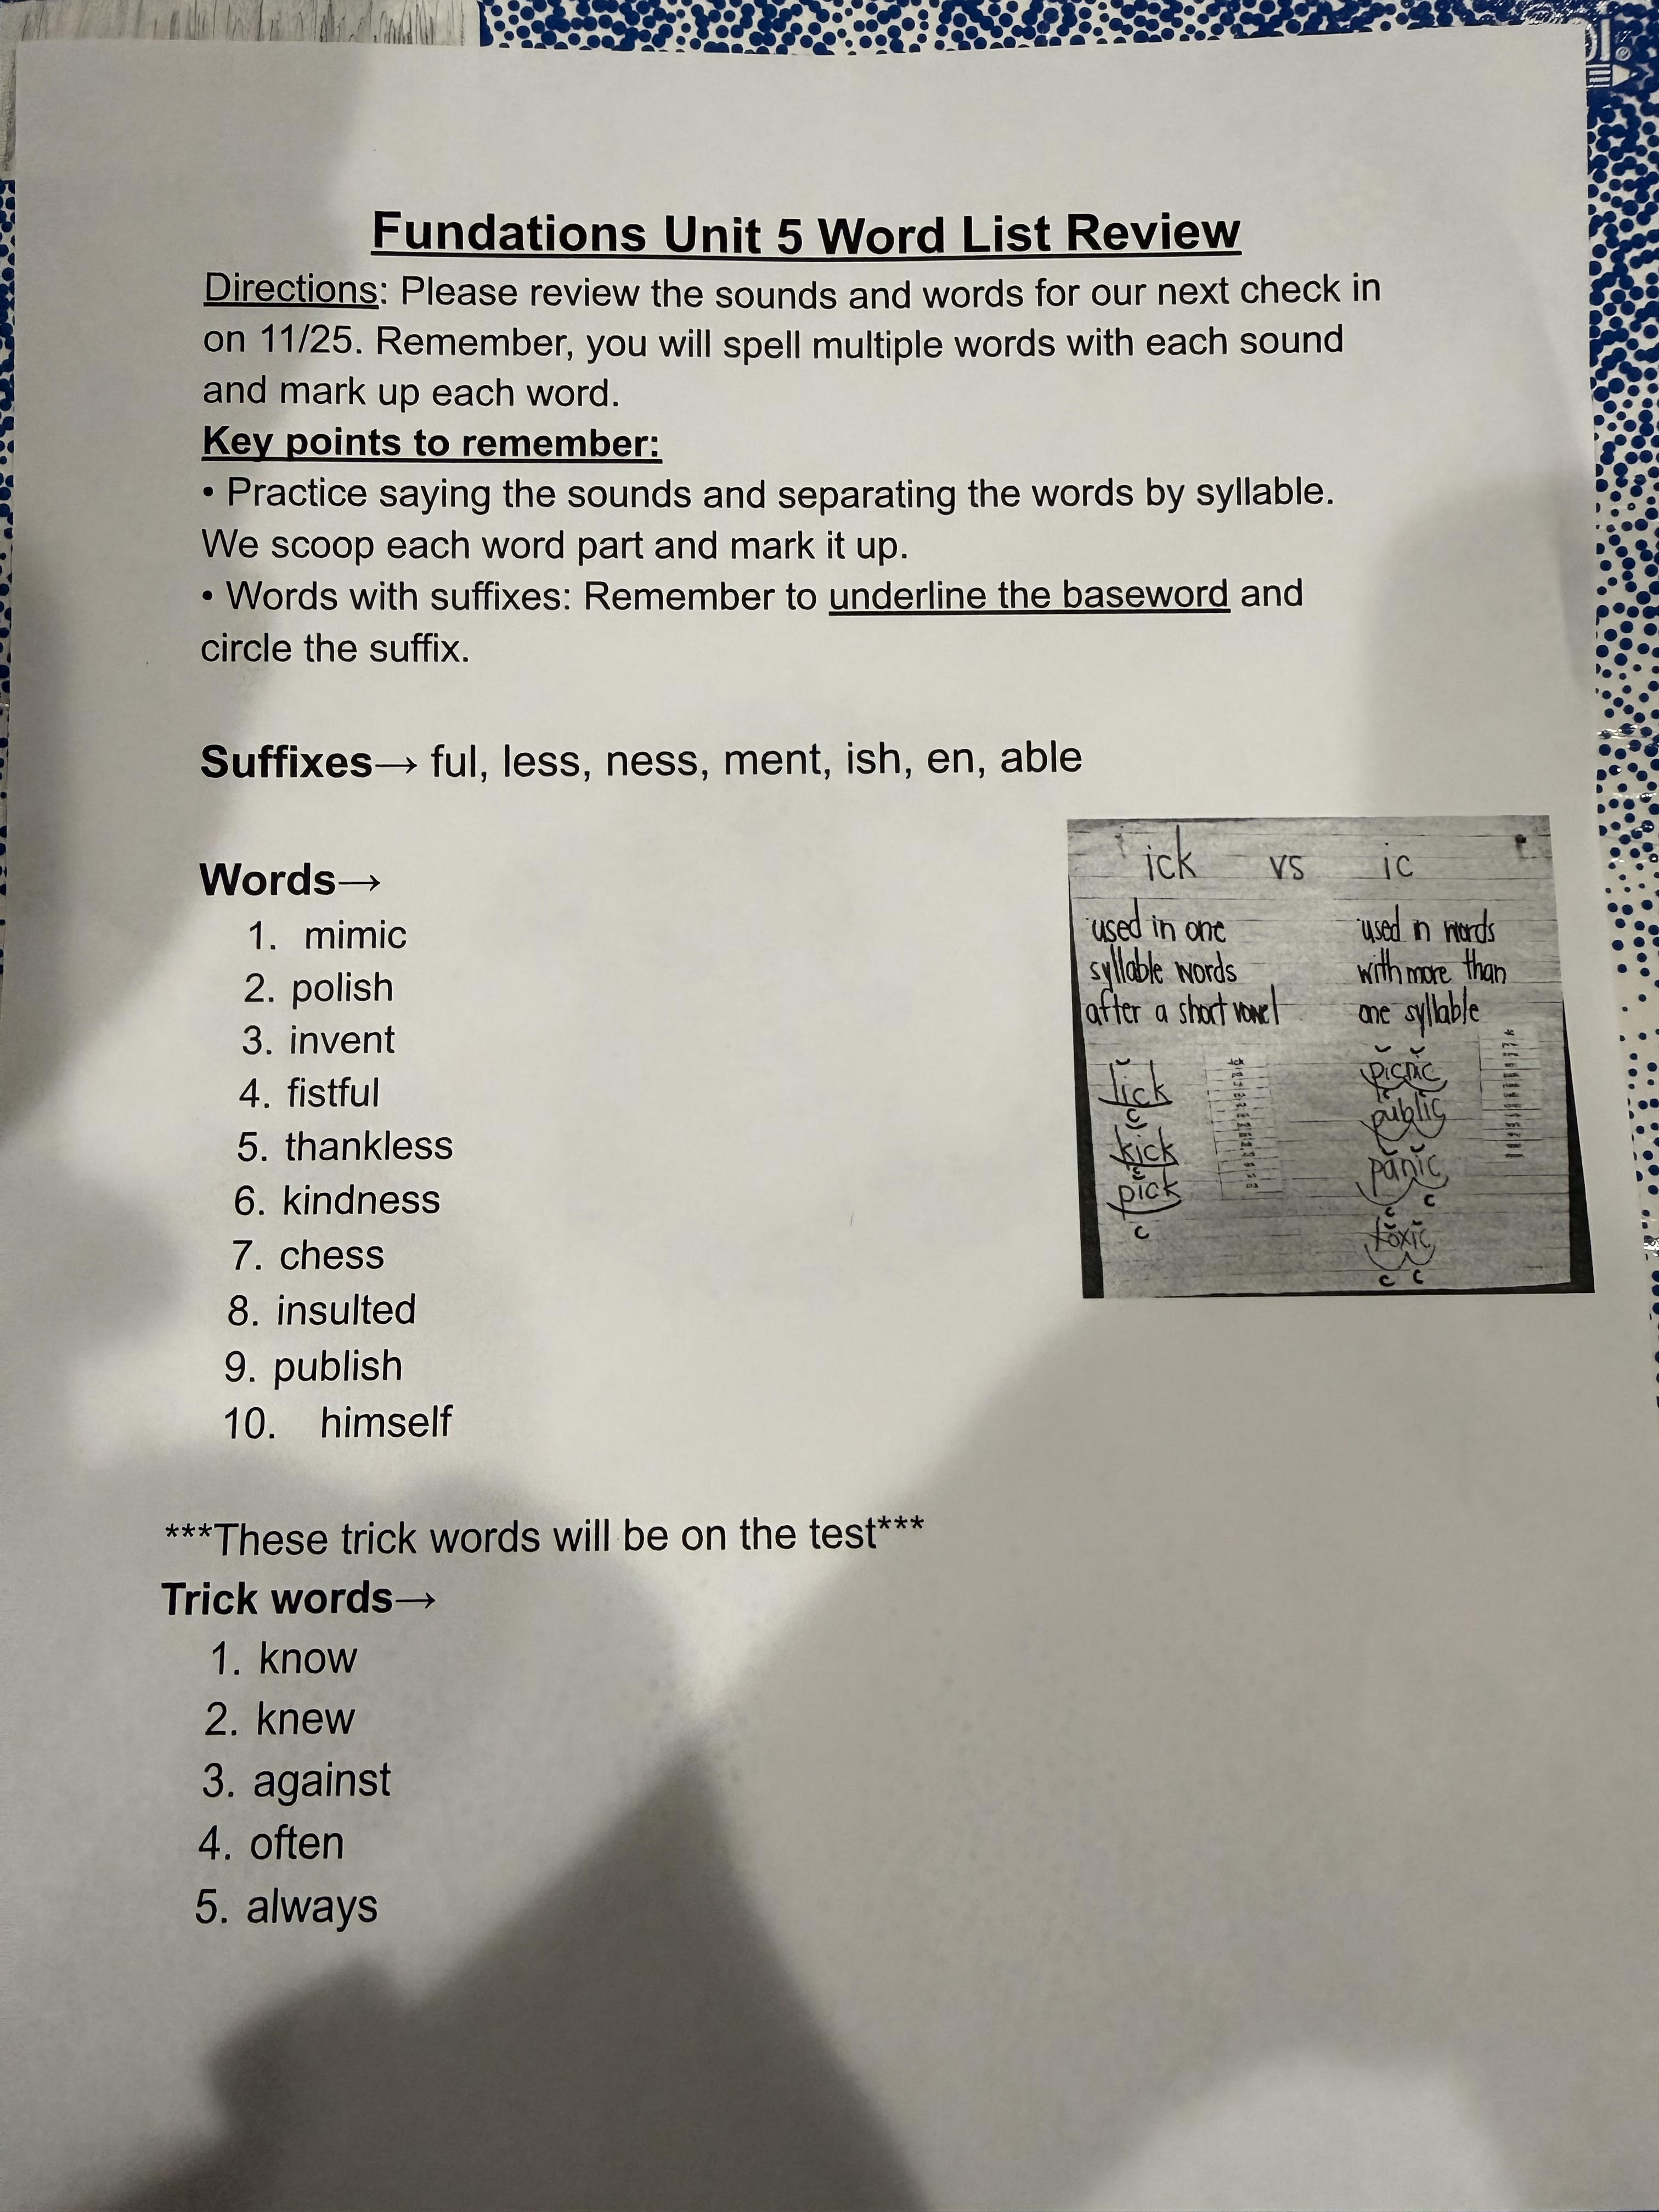 Fundations Unit 5 Word List Review
Directions: Please review the sounds and words for our next check in
on 11/25. Remember, you will spell multiple words with each sound
and mark up each word.
Key points to remember:
• Practice saying the sounds and separating the words by syllable.
We scoop each word part and mark it up.
• Words with suffixes: Remember to underline the baseword and
circle the suffix.
Suffixes→ ful, less, ness, ment, ish, en, able
Words→
1. mimic
2. polish
3. invent
4. fistful
5. thankless
6. kindness
7. chess
8. insulted
9. publish
10. himself
ick vs ic
used in one
syllable words
after a short vowel
lick
kick
pick
used in words
with more than
one syllable
picnic
public
panic
toxic
***These trick words will be on the test***
Trick words→
1. know
2. knew
3. against
4. often
5. always